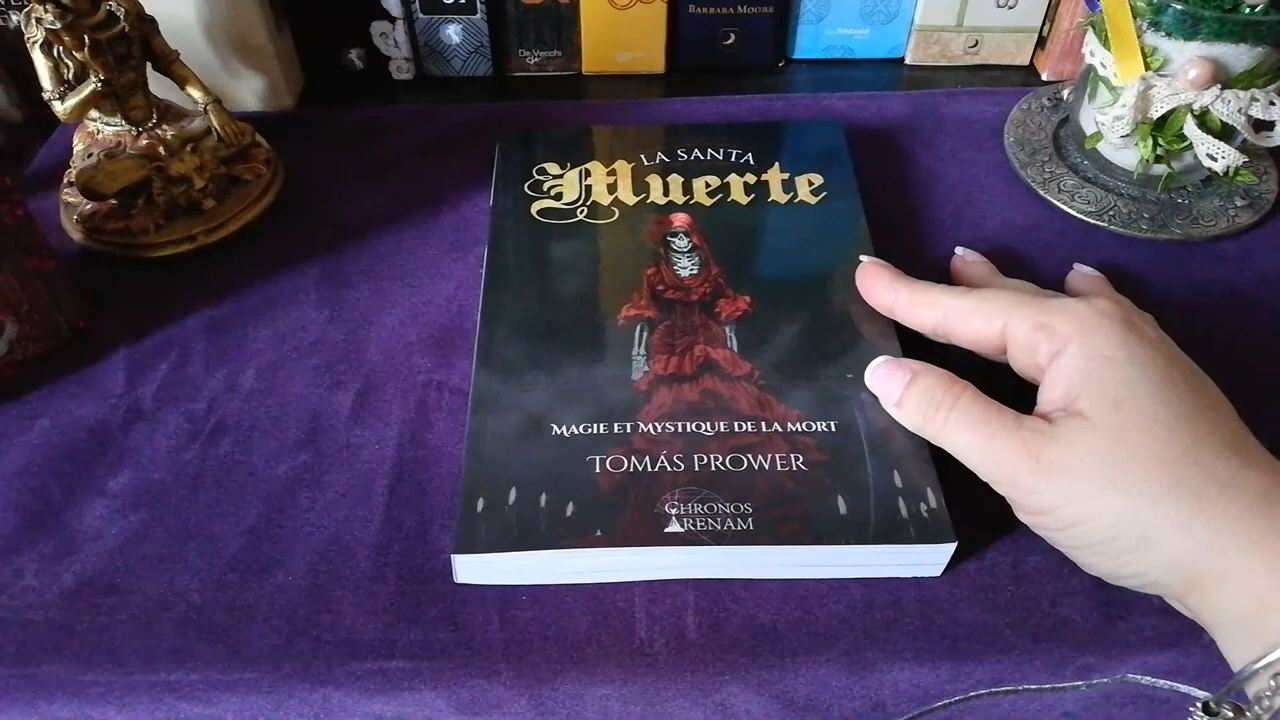 De Vecchi
BARBARA MOORE
LA SANTA
Muerte
MAGIE ET MYSTIQUE DE LA MORT
TOMÁS PROWER
CHRONOS
ARENAM